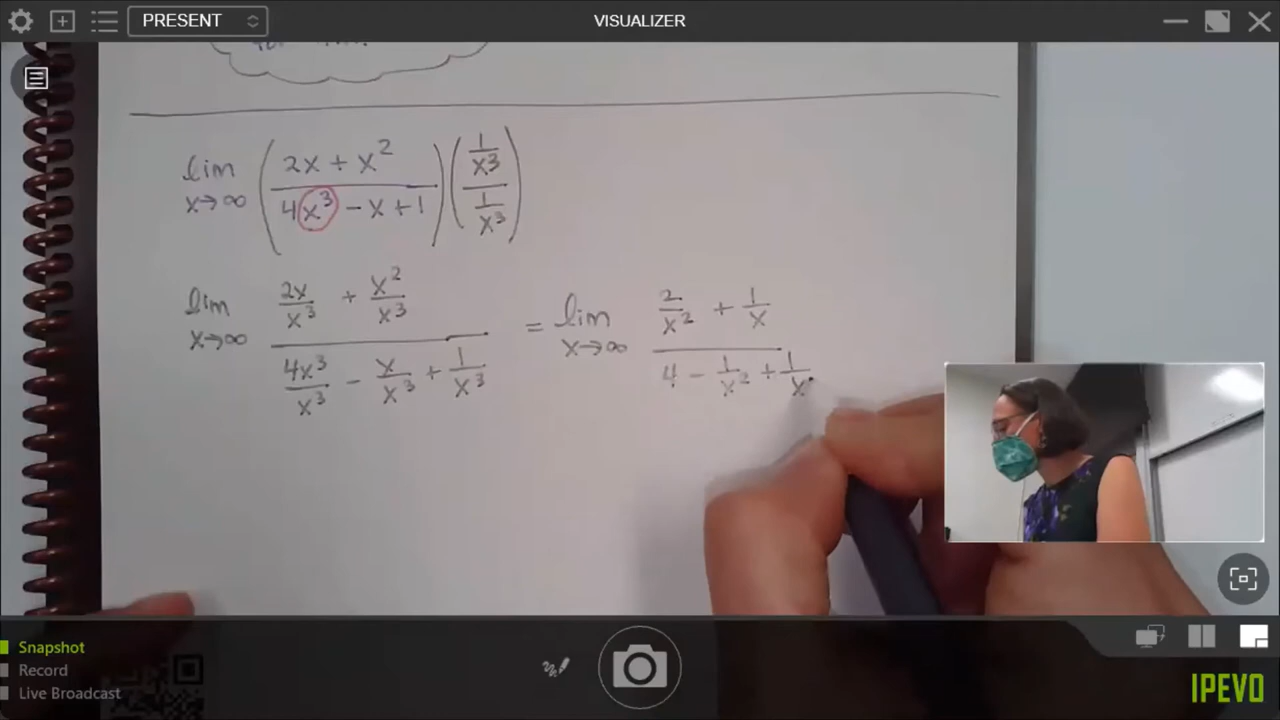 PRESENT
VISUALIZER
lim x→∞ ( (2x + x²) / (4x³ - x + 1) ) ( (1/x³) / (1/x³) )
lim x→∞ (2x/x³ + x²/x³) / (4x³/x³ - x/x³ + 1/x³) = lim x→∞ (2/x² + 1/x) / (4 - 1/x² + 1/x
Snapshot
Record
Live Broadcast
IPEVO